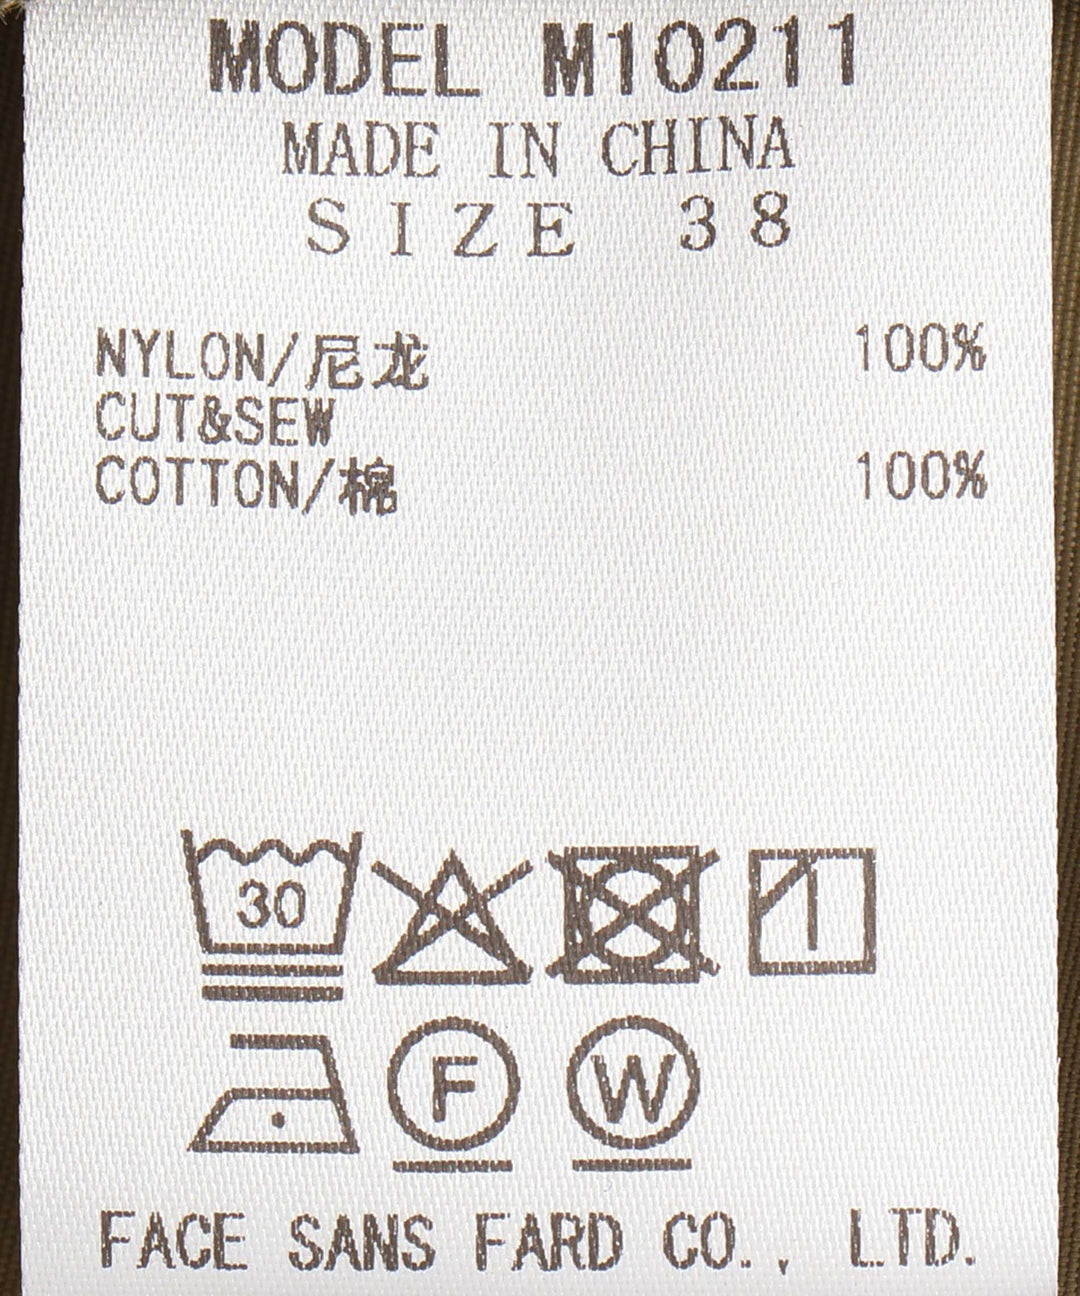 MODEL M10211
MADE IN CHINA
SIZE 38
NYLON/尼龙 100%
CUT&SEW
COTTON/棉 100%
30
F W
FACE SANS FARD CO., LTD.